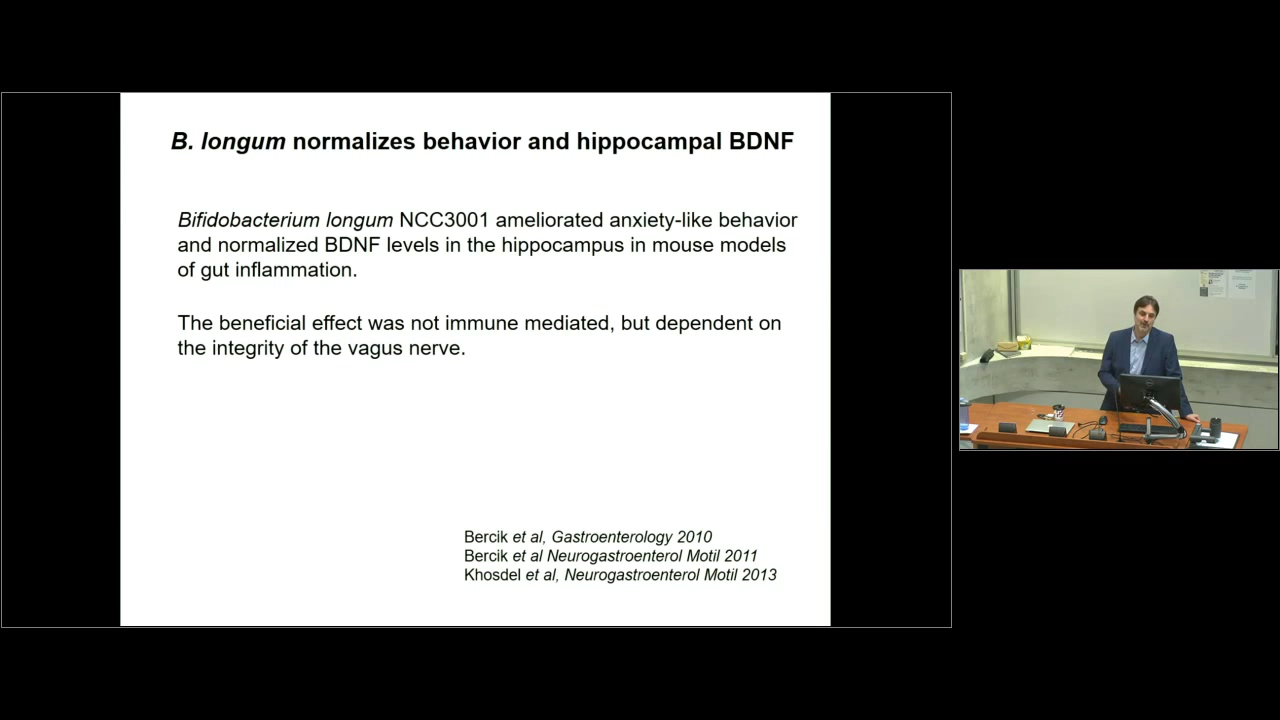 B. longum normalizes behavior and hippocampal BDNF
Bifidobacterium longum NCC3001 ameliorated anxiety-like behavior
and normalized BDNF levels in the hippocampus in mouse models
of gut inflammation.
The beneficial effect was not immune mediated, but dependent on
the integrity of the vagus nerve.
Bercik et al, Gastroenterology 2010
Bercik et al Neurogastroenterol Motil 2011
Khosdel et al, Neurogastroenterol Motil 2013